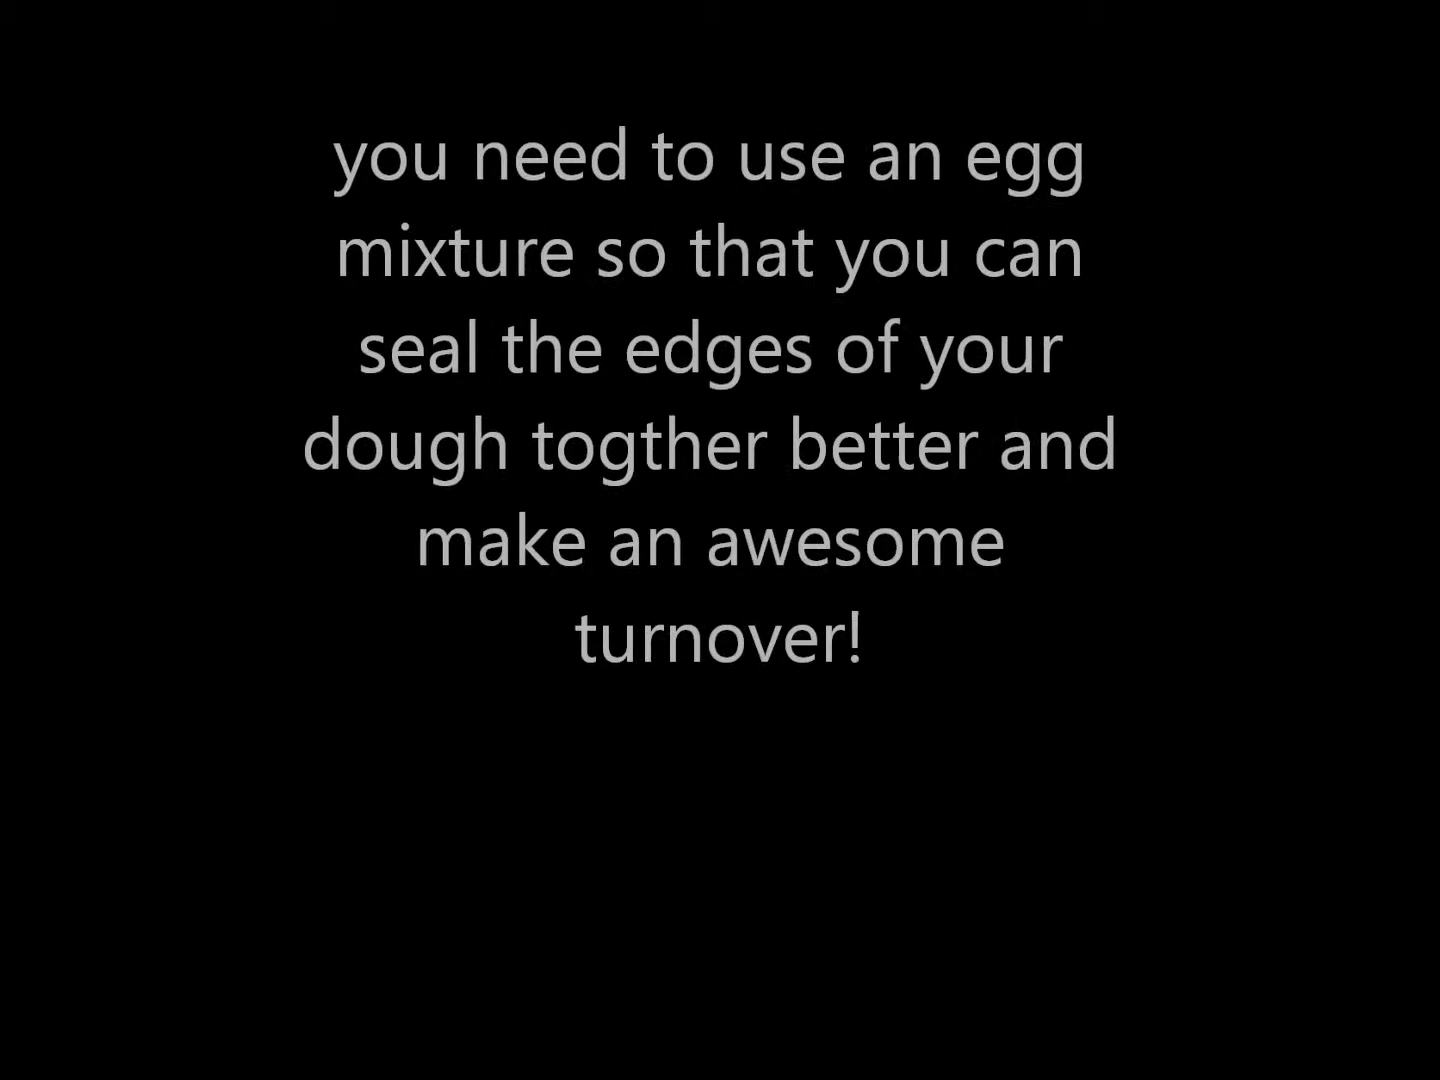 you need to use an egg
mixture so that you can
seal the edges of your
dough togther better and
make an awesome
turnover!